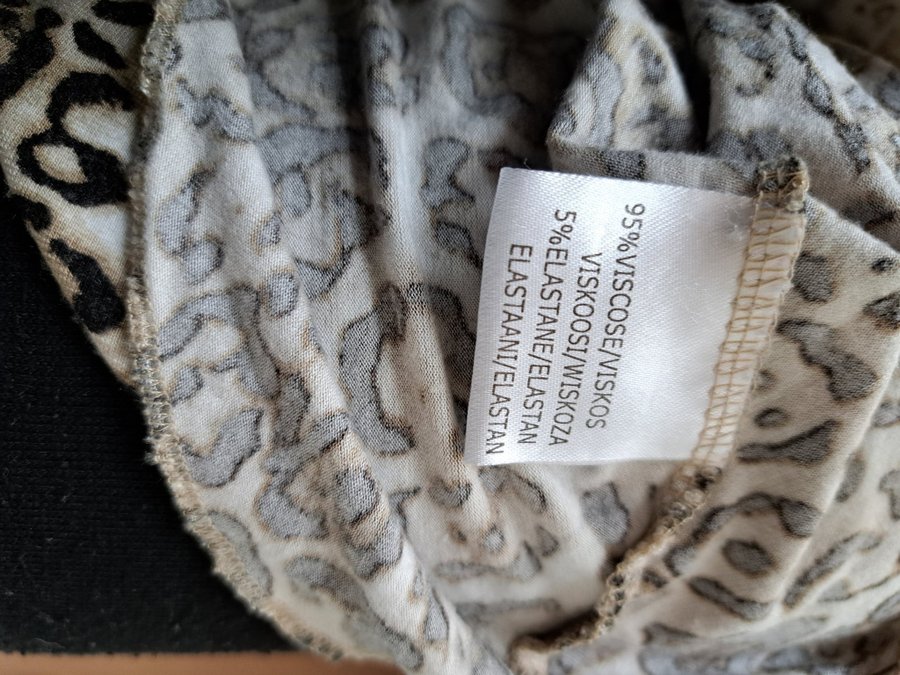 95%VISCOSE/VISKOS
VISKOOSI/WISKOZA
5%ELASTANE/ELASTAN
ELASTAANI/ELASTAN